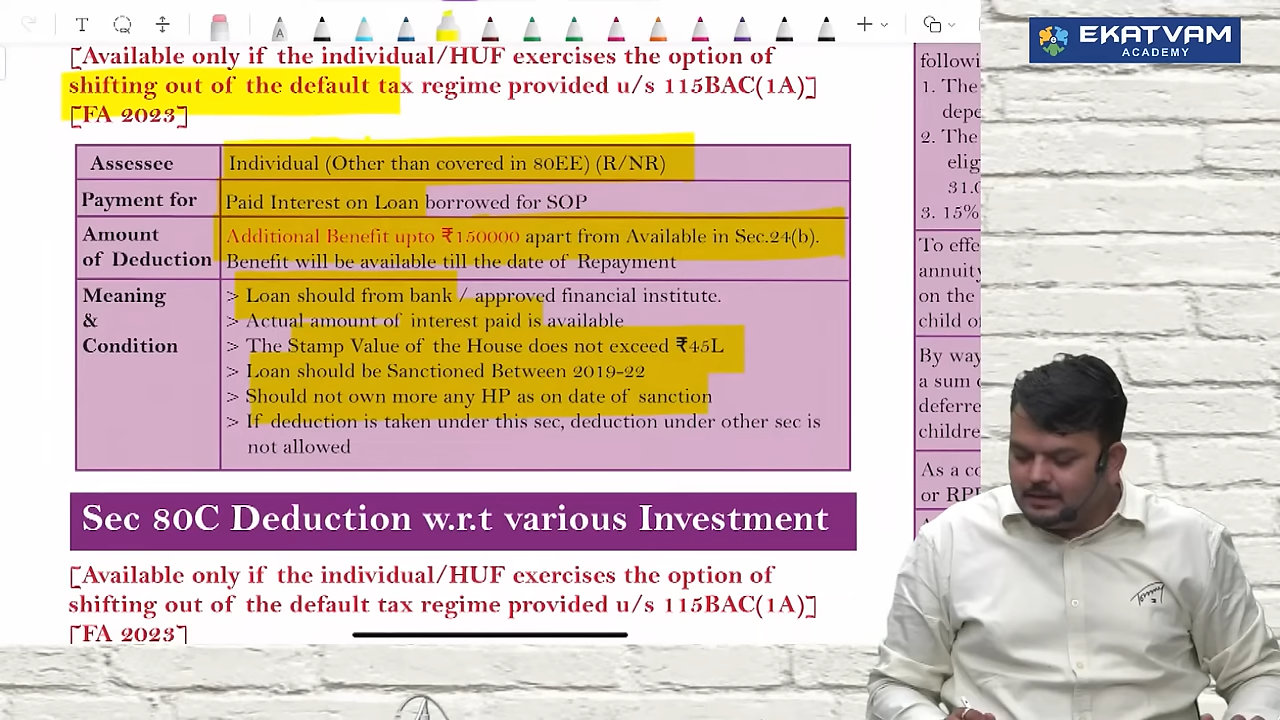 T
A
EKATVAM
ACADEMY
[Available only if the individual/HUF exercises the option of
shifting out of the default tax regime provided u/s 115BAC(1A)]
[FA 2023]
Assessee
Individual (Other than covered in 80EE) (R/NR)
Payment for
Paid Interest on Loan borrowed for SOP
Amount
of Deduction
Additional Benefit upto ₹150000 apart from Available in Sec.24(b).
Benefit will be available till the date of Repayment
Meaning
&
Condition
> Loan should from bank / approved financial institute.
> Actual amount of interest paid is available
> The Stamp Value of the House does not exceed ₹45L
> Loan should be Sanctioned Between 2019-22
> Should not own more any HP as on date of sanction
> If deduction is taken under this sec, deduction under other sec is
not allowed
Sec 80C Deduction w.r.t various Investment
[Available only if the individual/HUF exercises the option of
shifting out of the default tax regime provided u/s 115BAC(1A)]
[FA 2023]
followi
1. The
depe
2. The
elig
31.0
3. 15%
To effe
annuity
on the
child of
By way
a sum
deferre
childre
As a co
or RPF